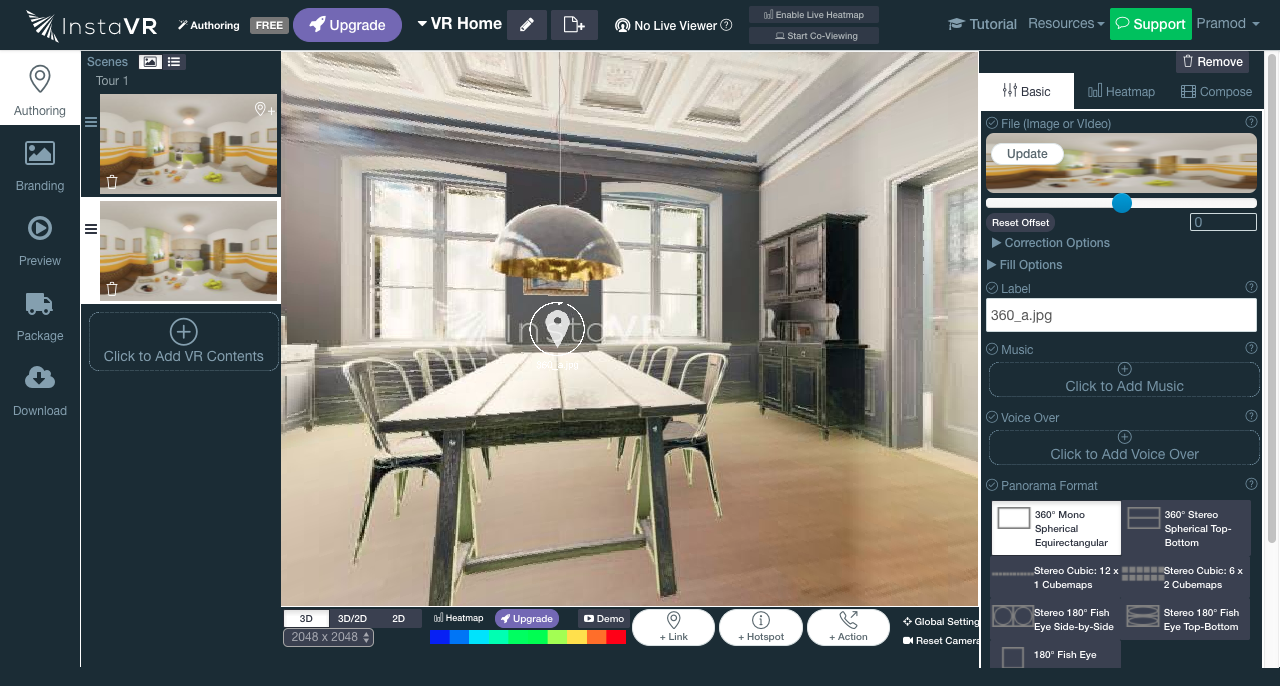 InstaVR
Authoring
FREE
Upgrade
VR Home
No Live Viewer
Enable Live Heatmap
Start Co-Viewing
Tutorial
Resources
Support
Pramod
Scenes
Tour 1
Authoring
Branding
Preview
Package
Download
Click to Add VR Contents
InstaVR
360_a.jpg
3D
3D/2D
2D
2048 x 2048
Heatmap
Upgrade
Demo
+ Link
+ Hotspot
+ Action
Global Setting
Reset Camera
Remove
Basic
Heatmap
Compose
File (Image or VIdeo)
Update
Reset Offset
0
Correction Options
Fill Options
Label
360_a.jpg
Music
Click to Add Music
Voice Over
Click to Add Voice Over
Panorama Format
360° Mono
Spherical
Equirectangular
360° Stereo
Spherical Top-
Bottom
Stereo Cubic: 12 x
1 Cubemaps
Stereo Cubic: 6 x
2 Cubemaps
Stereo 180° Fish
Eye Side-by-Side
Stereo 180° Fish
Eye Top-Bottom
180° Fish Eye